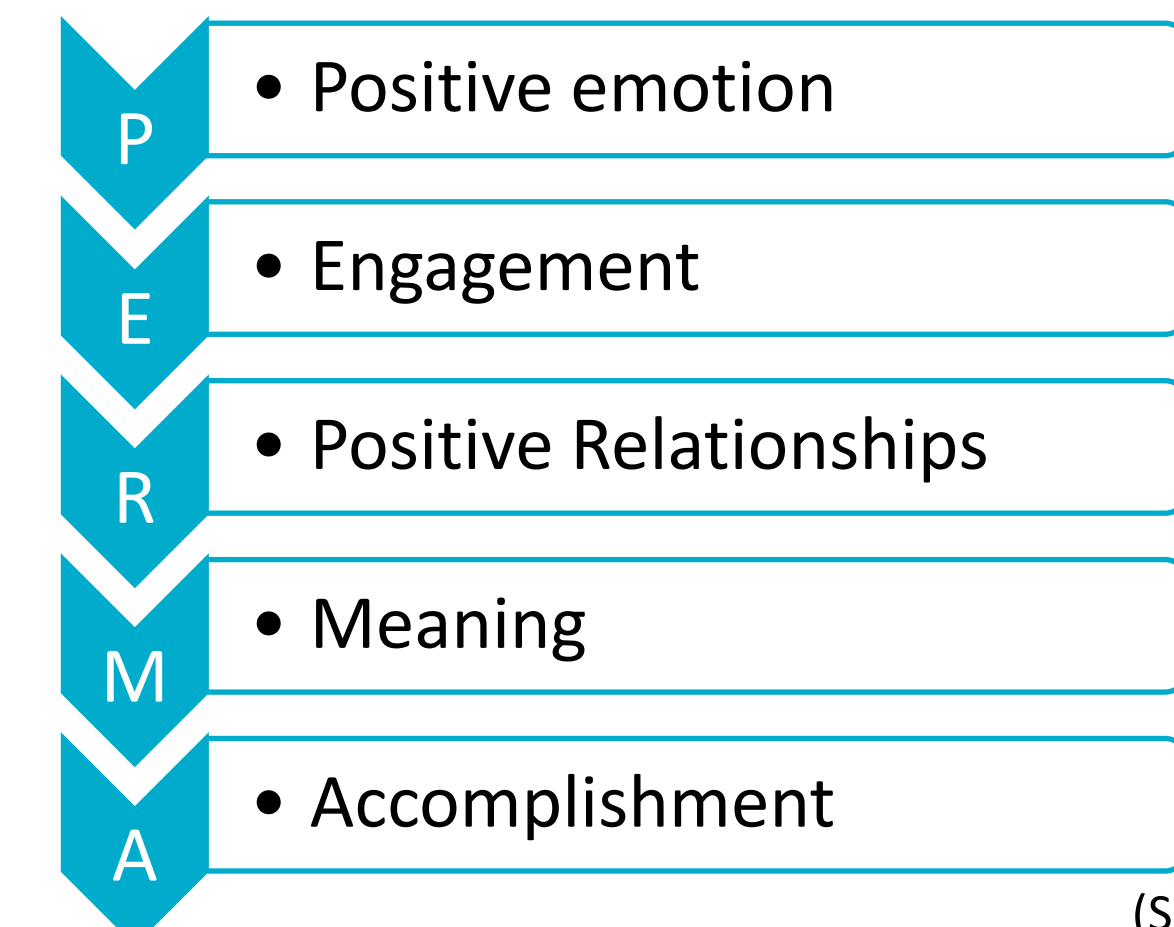 P
• Positive emotion
E
• Engagement
R
• Positive Relationships
M
• Meaning
A
• Accomplishment
(S